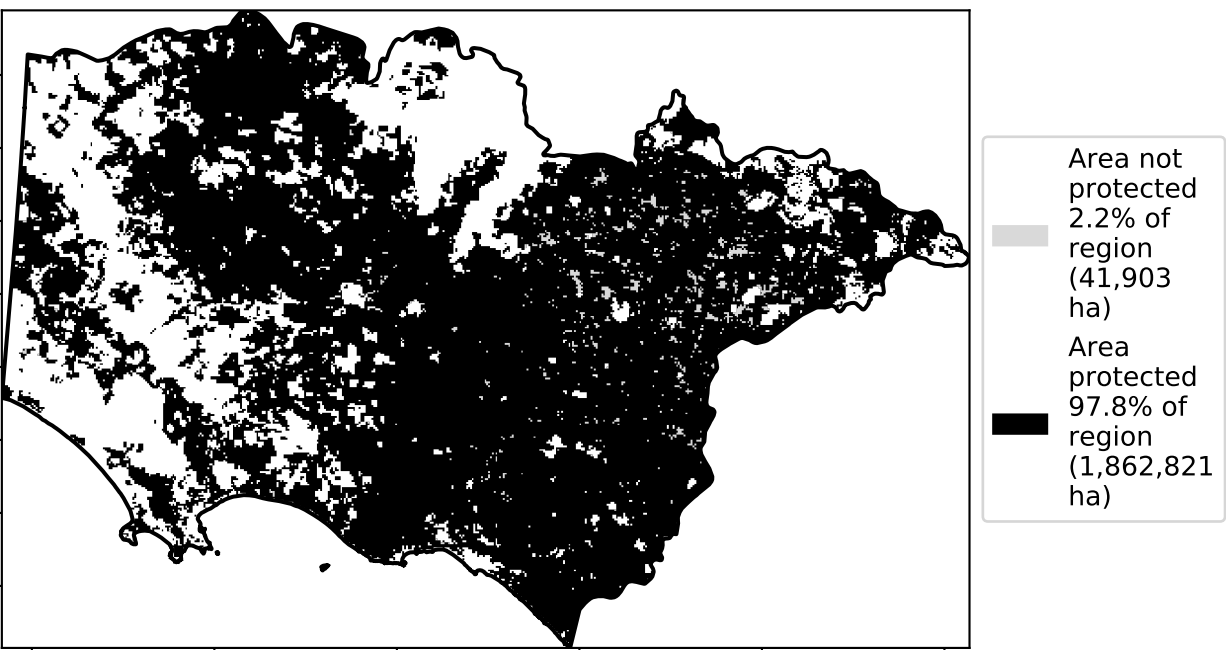 Area not
protected
2.2% of
region
(41,903
ha)
Area
protected
97.8% of
region
(1,862,821
ha)